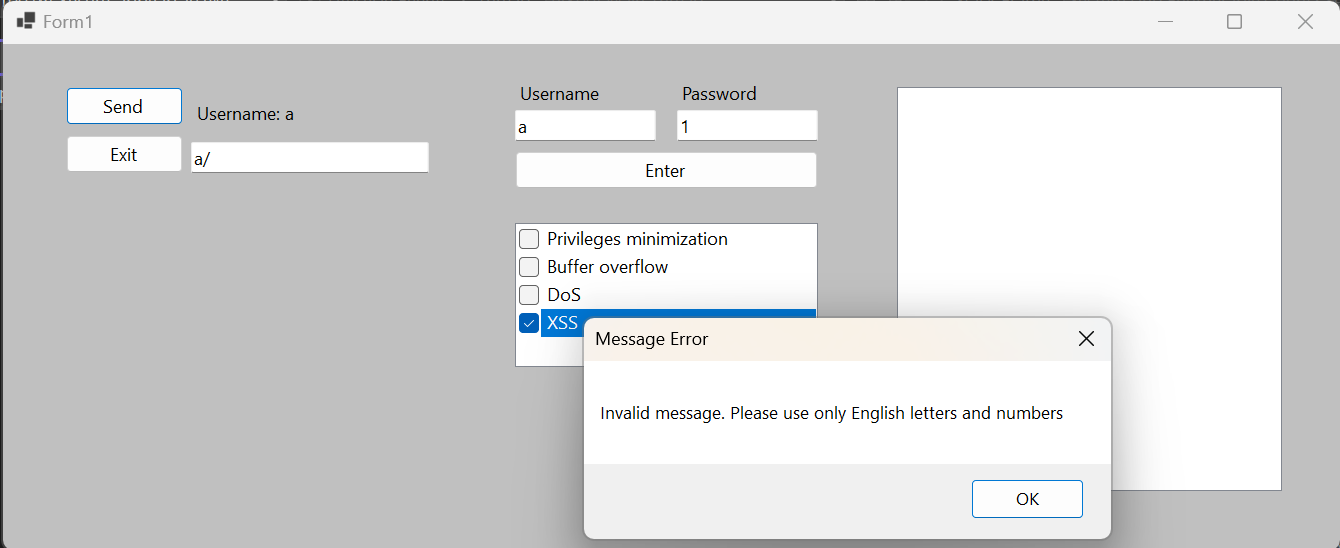 Form1
Send
Username: a
Exit
a/
Username
Password
a
1
Enter
Privileges minimization
Buffer overflow
DoS
XSS
Message Error
Invalid message. Please use only English letters and numbers
OK